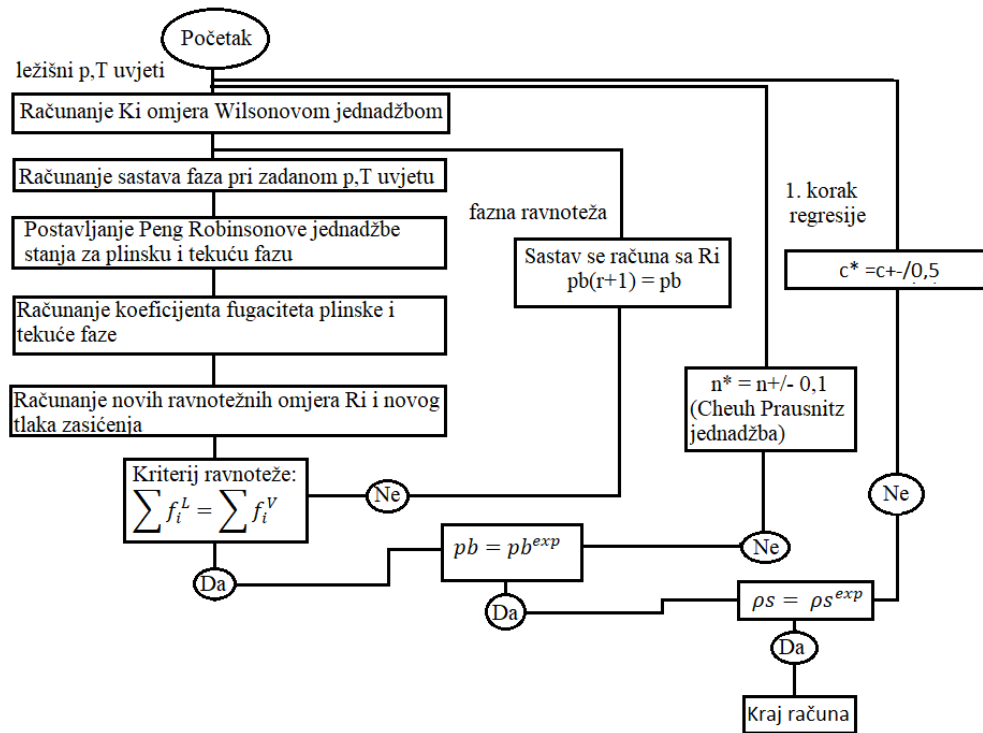 Početak
ležišni p,T uvjeti
Računanje Ki omjera Wilsonovom jednadžbom
Računanje sastava faza pri zadanom p,T uvjetu
Postavljanje Peng Robinsonove jednadžbe
stanja za plinsku i tekuću fazu
Računanje koeficijenta fugaciteta plinske i
tekuće faze
Računanje novih ravnotežnih omjera Ri i novog
tlaka zasićenja
Kriterij ravnoteže:
∑ f_i^L = ∑ f_i^V
Ne
Da
fazna ravnoteža
Sastav se računa sa Ri
pb(r+1) = pb
pb = pb^exp
Da
Ne
n* = n+/- 0,1
(Cheuh Prausnitz
jednadžba)
1. korak
regresije
c* =c+-/0,5
Ne
ρs = ρs^exp
Da
Kraj računa